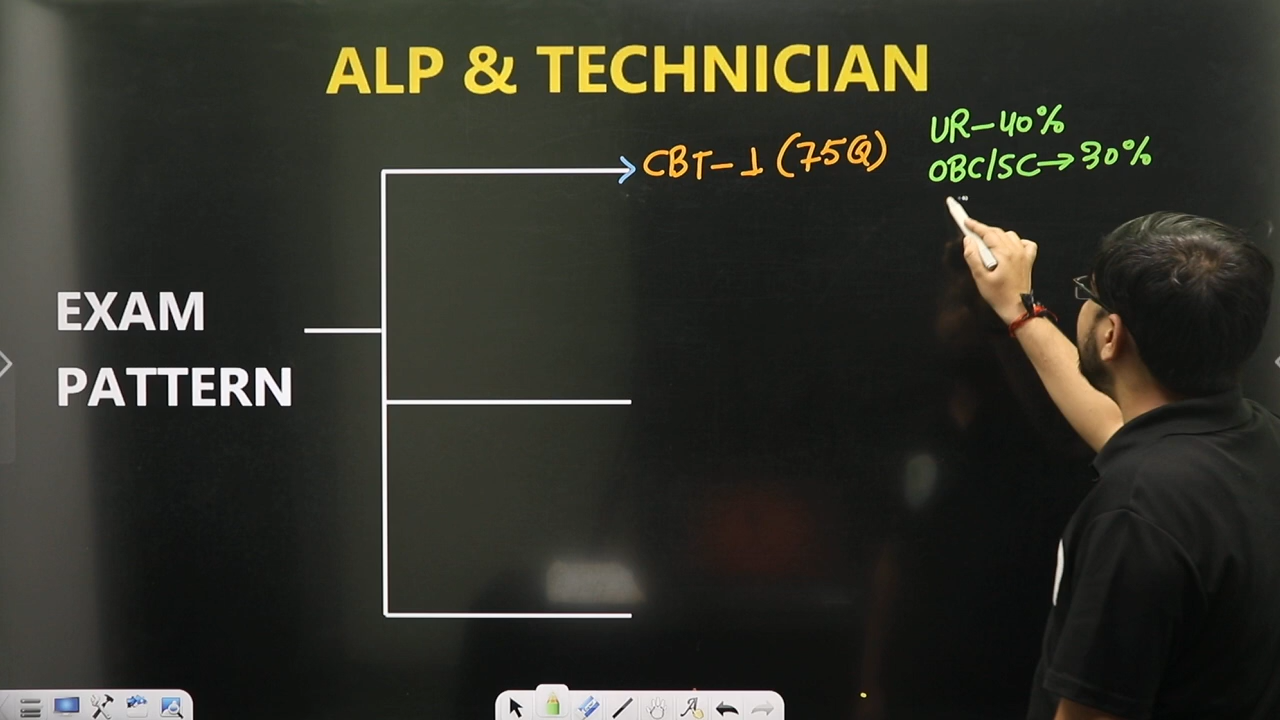 ALP & TECHNICIAN
UR-40%
CBT-1 (75Q)
OBC/SC→30%
EXAM
PATTERN